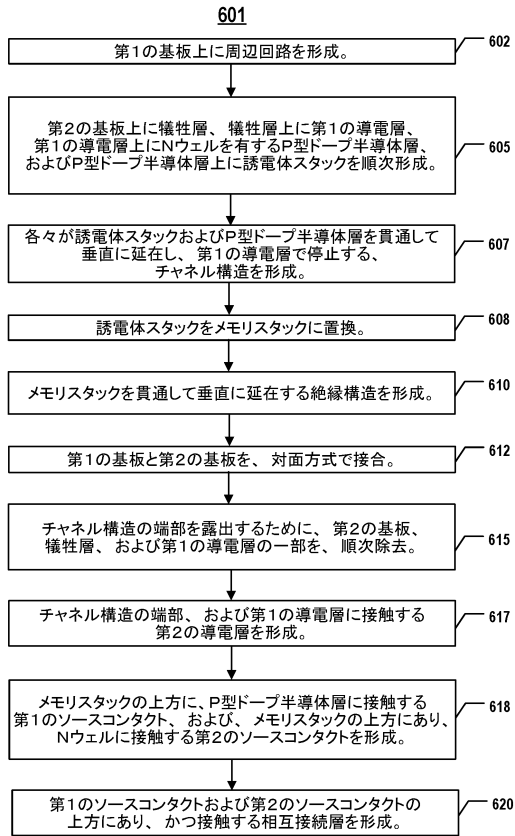 601
第1の基板上に周辺回路を形成。
602
第2の基板上に犠牲層、犠牲層上に第1の導電層、
第1の導電層上にNウェルを有するP型ドープ半導体層、
およびP型ドープ半導体層上に誘電体スタックを順次形成。
605
各々が誘電体スタックおよびP型ドープ半導体層を貫通して
垂直に延在し、第1の導電層で停止する、
チャネル構造を形成。
607
誘電体スタックをメモリスタックに置換。
608
メモリスタックを貫通して垂直に延在する絶縁構造を形成。
610
第1の基板と第2の基板を、対面方式で接合。
612
チャネル構造の端部を露出するために、第2の基板、
犠牲層、および第1の導電層の一部を、順次除去。
615
チャネル構造の端部、および第1の導電層に接触する
第2の導電層を形成。
617
メモリスタックの上方に、P型ドープ半導体層に接触する
第1のソースコンタクト、および、メモリスタックの上方にあり、
Nウェルに接触する第2のソースコンタクトを形成。
618
第1のソースコンタクトおよび第2のソースコンタクトの
上方にあり、かつ接触する相互接続層を形成。
620